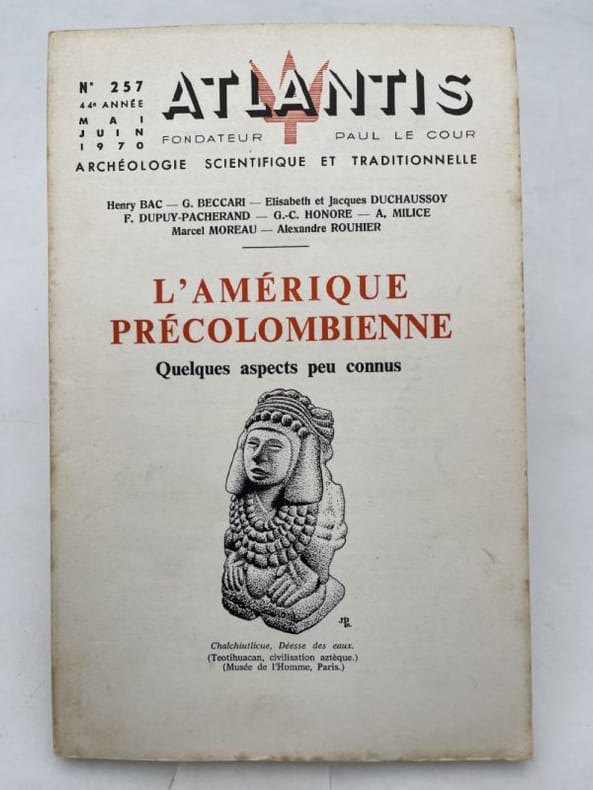 N° 257
44e ANNÉE
MAI
JUIN
1970
ATLANTIS
FONDATEUR PAUL LE COUR
ARCHÉOLOGIE SCIENTIFIQUE ET TRADITIONNELLE
Henry BAC — G. BECCARI — Elisabeth et Jacques DUCHAUSSOY
F. DUPUY-PACHERAND — G.-C. HONORE — A. MILICE
Marcel MOREAU — Alexandre ROUHIER
L'AMÉRIQUE
PRÉCOLOMBIENNE
Quelques aspects peu connus
Chalchiutlicue, Déesse des eaux.
(Teotihuacan, civilisation aztèque.)
(Musée de l'Homme, Paris.)